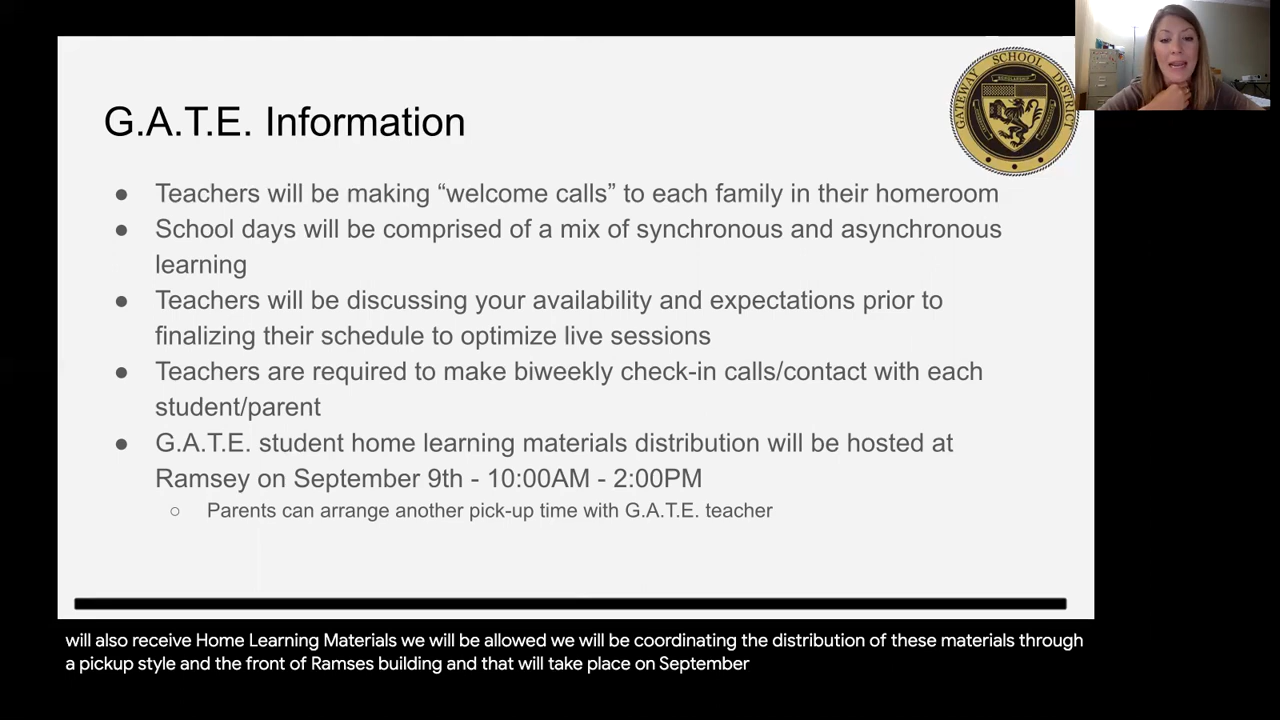 G.A.T.E. Information
● Teachers will be making “welcome calls” to each family in their homeroom
● School days will be comprised of a mix of synchronous and asynchronous
learning
● Teachers will be discussing your availability and expectations prior to
finalizing their schedule to optimize live sessions
● Teachers are required to make biweekly check-in calls/contact with each
student/parent
● G.A.T.E. student home learning materials distribution will be hosted at
Ramsey on September 9th - 10:00AM - 2:00PM
○ Parents can arrange another pick-up time with G.A.T.E. teacher
GATEWAY SCHOOL DISTRICT
SCHOLARSHIP
will also receive Home Learning Materials we will be allowed we will be coordinating the distribution of these materials through
a pickup style and the front of Ramses building and that will take place on September